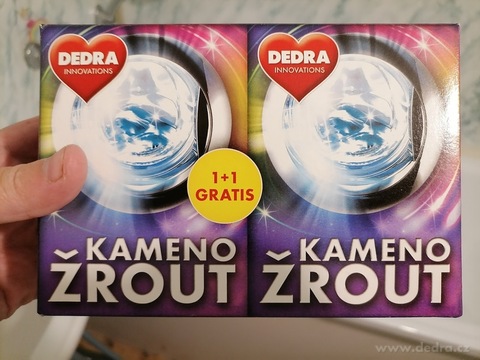 DEDRA
INNOVATIONS
KAMENO
ŽROUT
1+1
GRATIS
DEDRA
INNOVATIONS
KAMENO
ŽROUT
www.dedra.cz